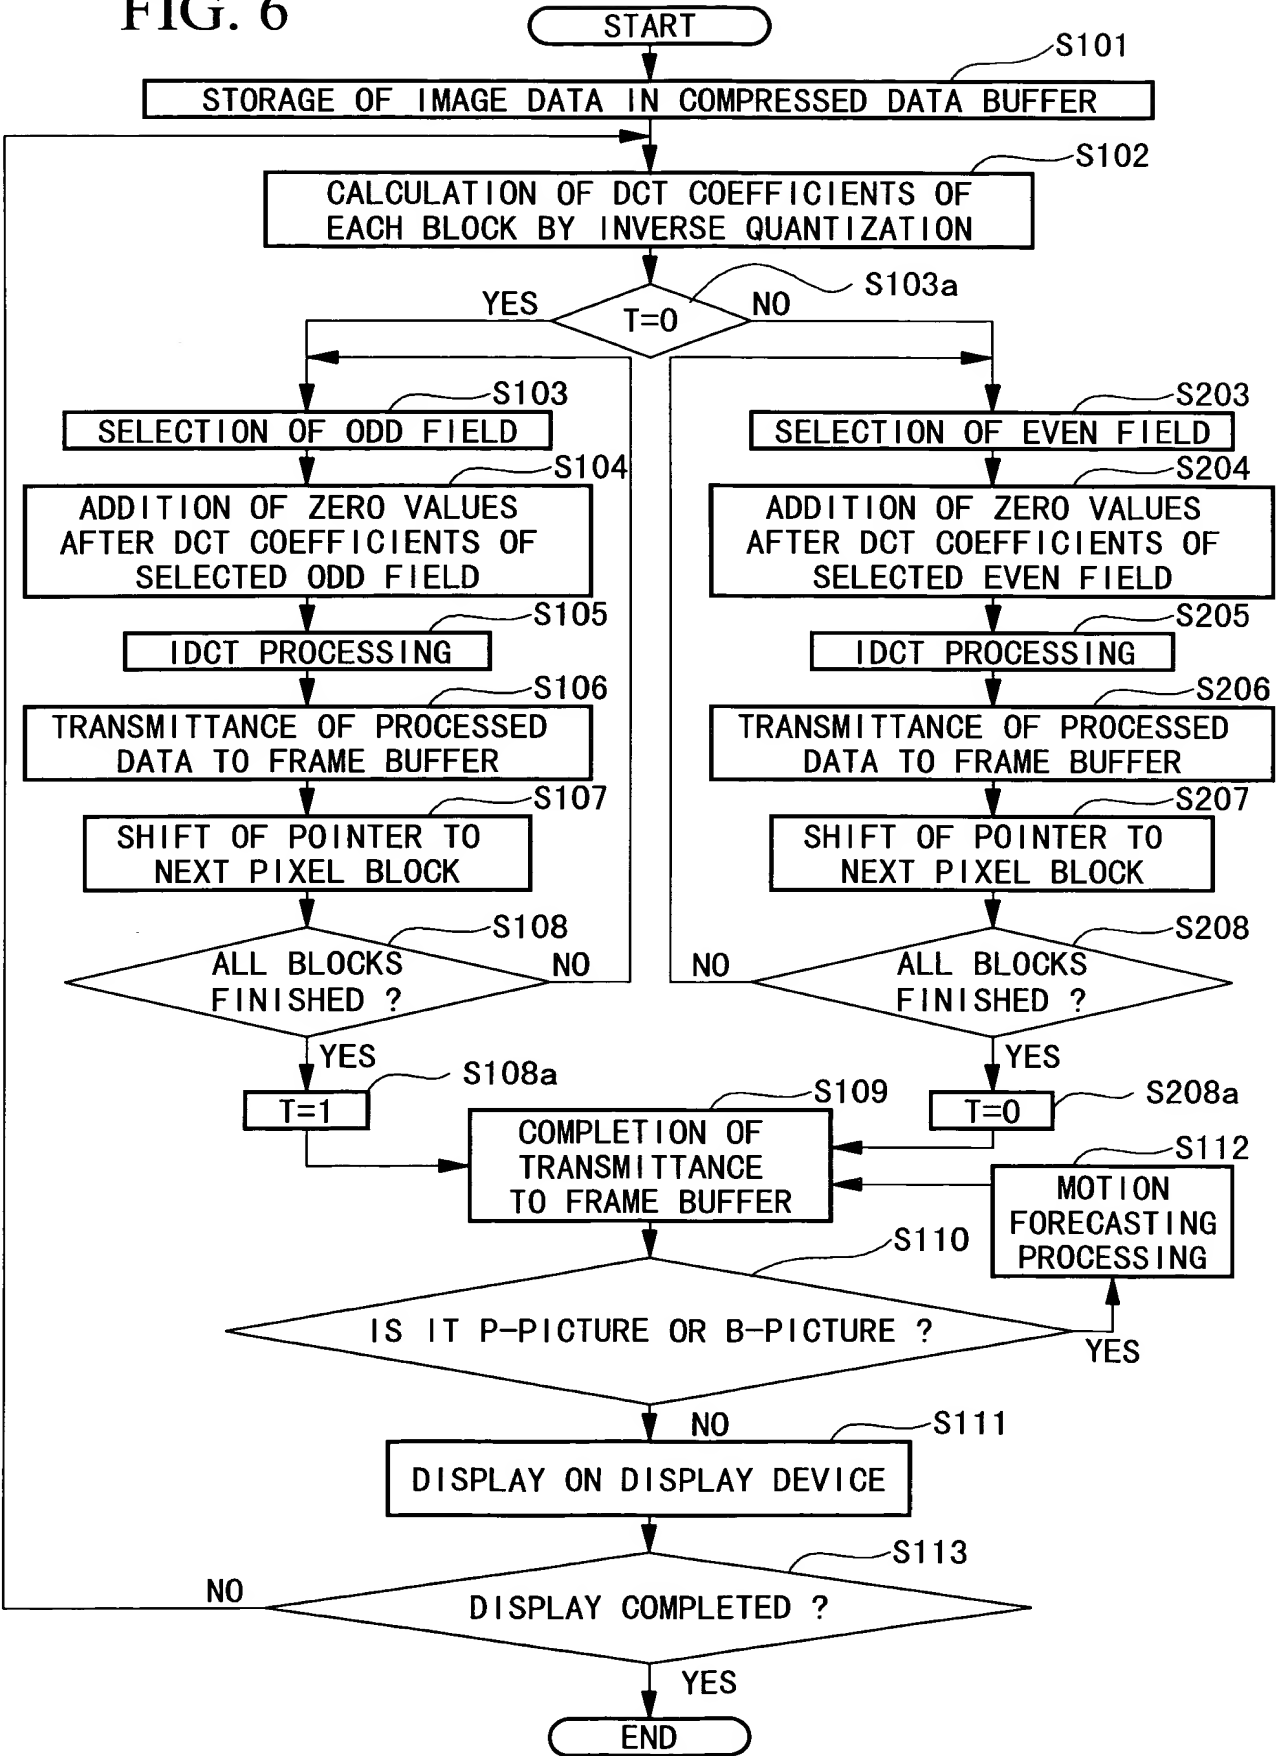 FIG. 6
START
S101
STORAGE OF IMAGE DATA IN COMPRESSED DATA BUFFER
S102
CALCULATION OF DCT COEFFICIENTS OF
EACH BLOCK BY INVERSE QUANTIZATION
S103a
YES
T=0
NO
S103
SELECTION OF ODD FIELD
S104
ADDITION OF ZERO VALUES
AFTER DCT COEFFICIENTS OF
SELECTED ODD FIELD
S105
IDCT PROCESSING
S106
TRANSMITTANCE OF PROCESSED
DATA TO FRAME BUFFER
S107
SHIFT OF POINTER TO
NEXT PIXEL BLOCK
S108
ALL BLOCKS
FINISHED ?
NO
YES
S108a
T=1
S203
SELECTION OF EVEN FIELD
S204
ADDITION OF ZERO VALUES
AFTER DCT COEFFICIENTS OF
SELECTED EVEN FIELD
S205
IDCT PROCESSING
S206
TRANSMITTANCE OF PROCESSED
DATA TO FRAME BUFFER
S207
SHIFT OF POINTER TO
NEXT PIXEL BLOCK
S208
NO
ALL BLOCKS
FINISHED ?
YES
S208a
T=0
S109
COMPLETION OF
TRANSMITTANCE
TO FRAME BUFFER
S112
MOTION
FORECASTING
PROCESSING
S110
IS IT P-PICTURE OR B-PICTURE ?
YES
NO
S111
DISPLAY ON DISPLAY DEVICE
S113
NO
DISPLAY COMPLETED ?
YES
END